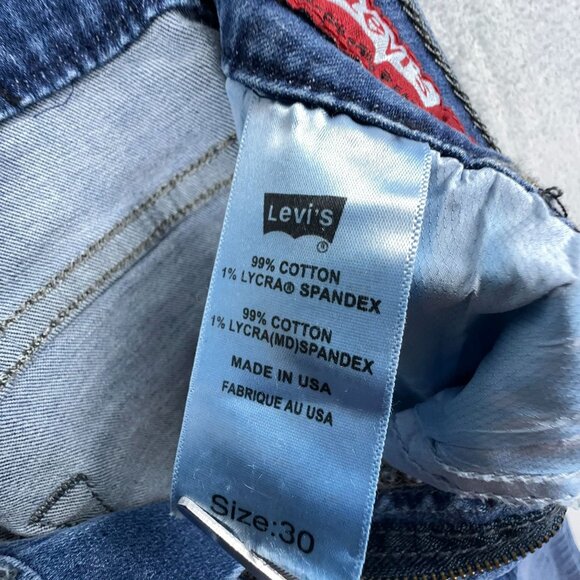 Levi's
®
99% COTTON
1% LYCRA® SPANDEX
99% COTTON
1% LYCRA(MD)SPANDEX
MADE IN USA
FABRIQUE AU USA
Size:30